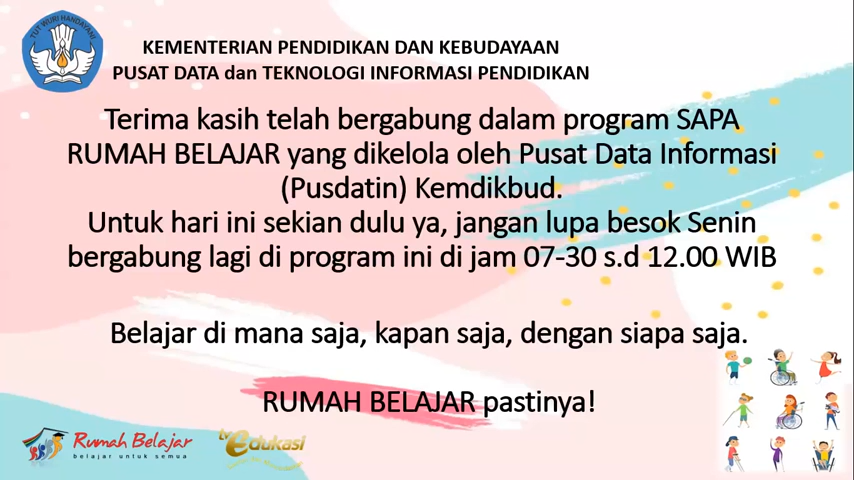 TUT WURI HANDAYANI
KEMENTERIAN PENDIDIKAN DAN KEBUDAYAAN
PUSAT DATA dan TEKNOLOGI INFORMASI PENDIDIKAN
Terima kasih telah bergabung dalam program SAPA
RUMAH BELAJAR yang dikelola oleh Pusat Data Informasi
(Pusdatin) Kemdikbud.
Untuk hari ini sekian dulu ya, jangan lupa besok Senin
bergabung lagi di program ini di jam 07-30 s.d 12.00 WIB
Belajar di mana saja, kapan saja, dengan siapa saja.
RUMAH BELAJAR pastinya!
Rumah Belajar
belajar untuk semua
tv edukasi